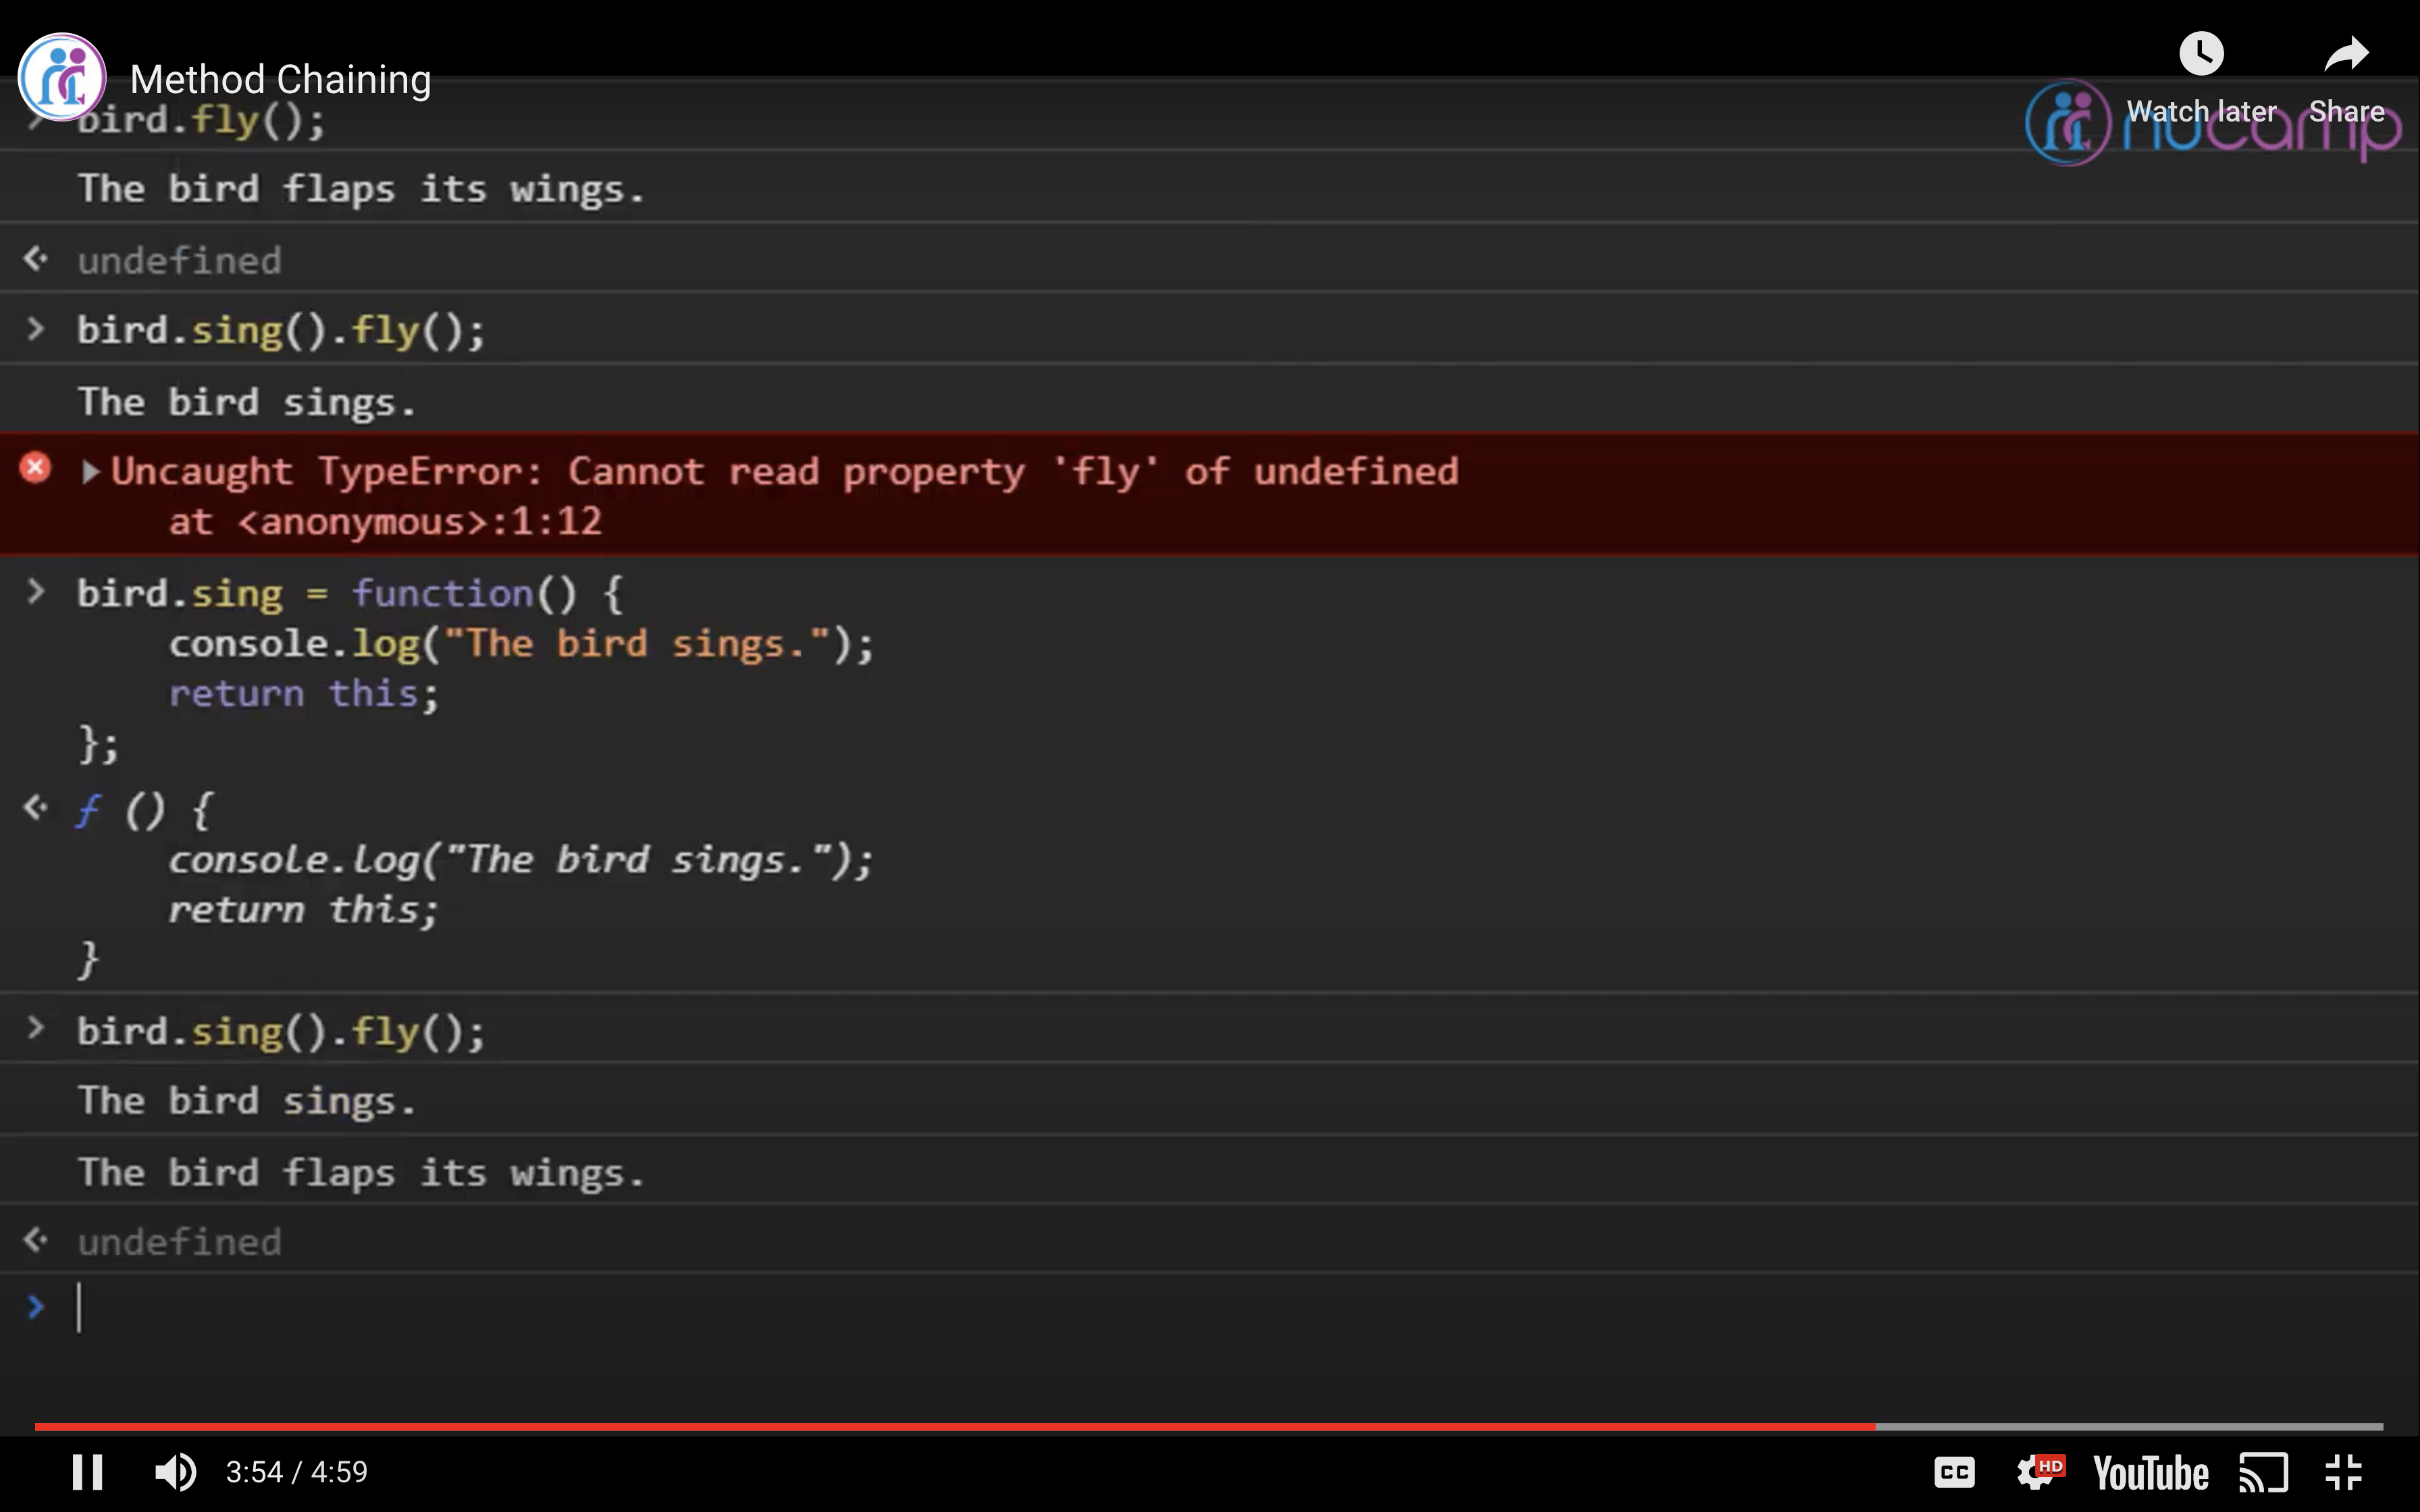 Method Chaining
Watch later Share
nucamp
> bird.fly();
The bird flaps its wings.
undefined
> bird.sing().fly();
The bird sings.
Uncaught TypeError: Cannot read property 'fly' of undefined
at <anonymous>:1:12
> bird.sing = function() {
console.log("The bird sings.");
return this;
};
f () {
console.log("The bird sings.");
return this;
}
> bird.sing().fly();
The bird sings.
The bird flaps its wings.
undefined
>
3:54 / 4:59 CC HD YouTube